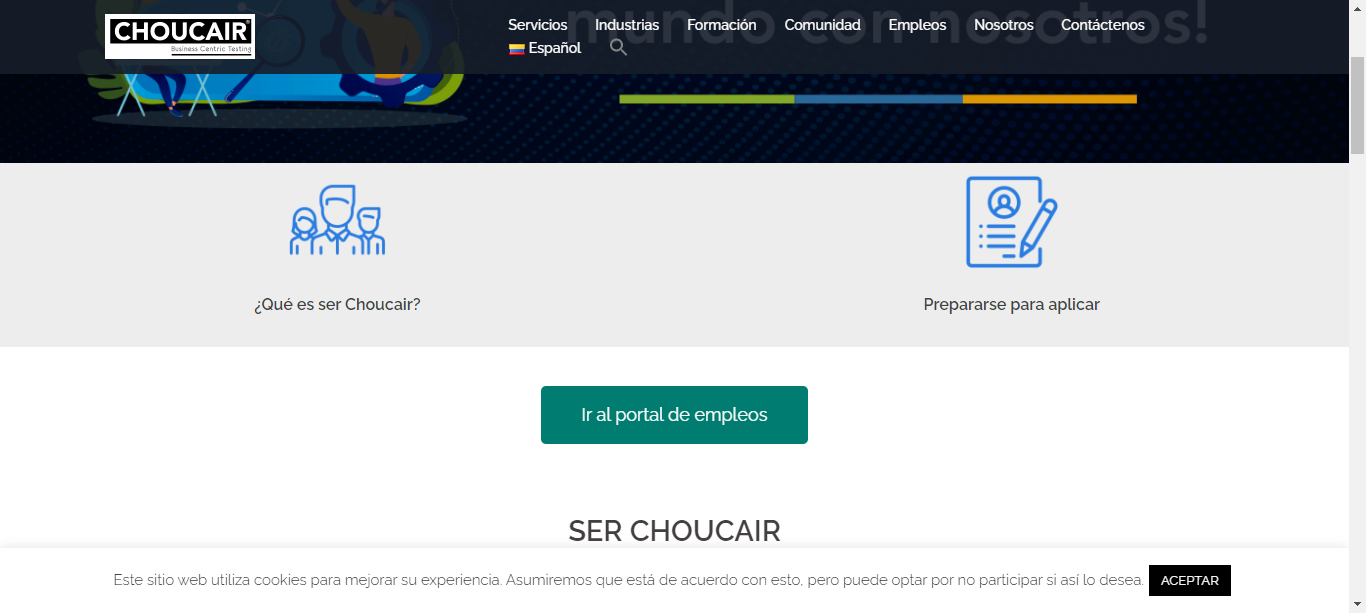 mundo con nosotros!
CHOUCAIR®
Business Centric Testing
Servicios Industrias Formación Comunidad Empleos Nosotros Contáctenos
Español
¿Qué es ser Choucair?
Prepararse para aplicar
Ir al portal de empleos
SER CHOUCAIR
Este sitio web utiliza cookies para mejorar su experiencia. Asumiremos que está de acuerdo con esto, pero puede optar por no participar si así lo desea. ACEPTAR